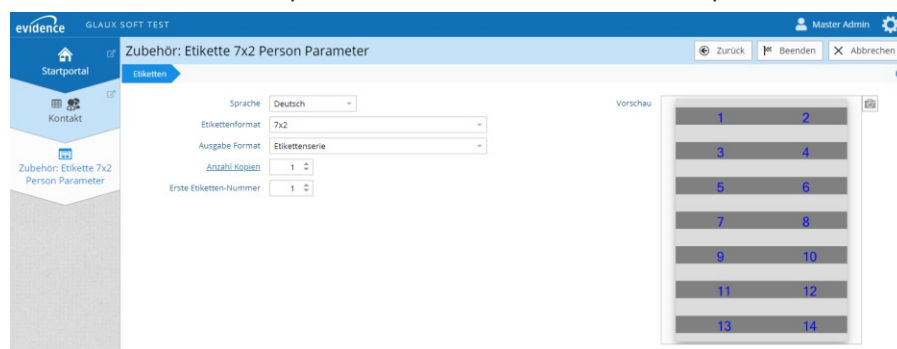 evidence GLAUX SOFT TEST Master Admin
Startportal
Kontakt
Zubehör: Etikette 7x2
Person Parameter
Zubehör: Etikette 7x2 Person Parameter Zurück Beenden Abbrechen
Etiketten
Sprache Deutsch Vorschau
Etikettenformat 7x2
Ausgabe Format Etikettenserie
Anzahl Kopien 1
Erste Etiketten-Nummer 1
1 2
3 4
5 6
7 8
9 10
11 12
13 14